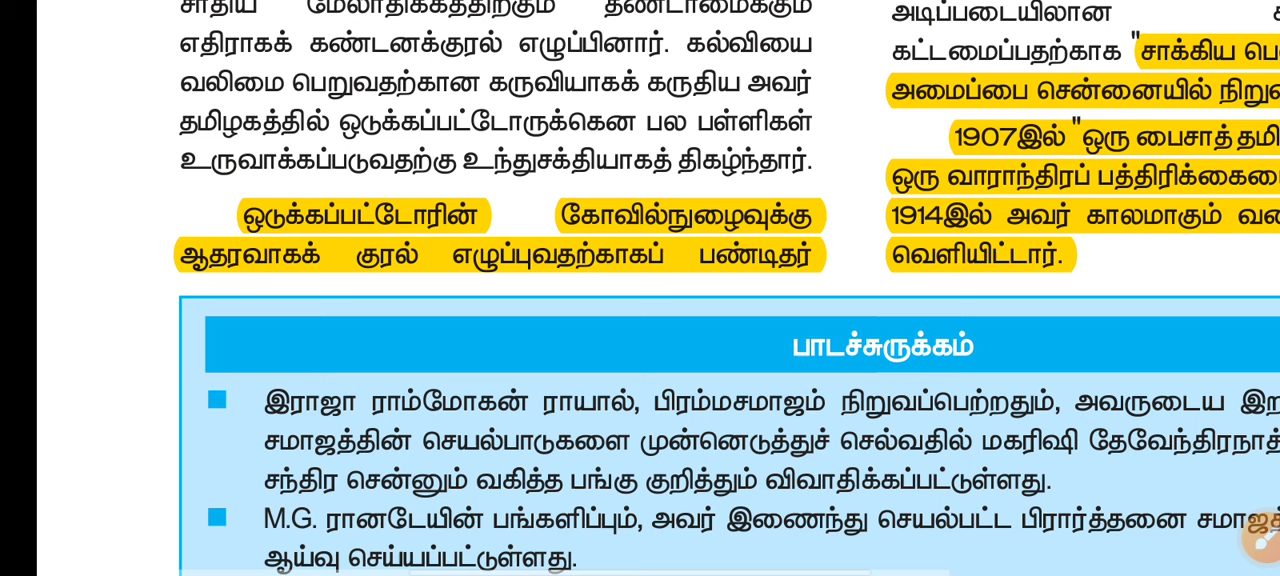 சாதிய மேலாதிக்கத்திற்கும் தீண்டாமைக்கும்
எதிராகக் கண்டனக்குரல் எழுப்பினார். கல்வியை
வலிமை பெறுவதற்கான கருவியாகக் கருதிய அவர்
தமிழகத்தில் ஒடுக்கப்பட்டோருக்கென பல பள்ளிகள்
உருவாக்கப்படுவதற்கு உந்துசக்தியாகத் திகழ்ந்தார்.
ஒடுக்கப்பட்டோரின் கோவில்நுழைவுக்கு
ஆதரவாகக் குரல் எழுப்புவதற்காகப் பண்டிதர்
அடிப்படையிலான
கட்டமைப்பதற்காக "சாக்கிய
அமைப்பை சென்னையில்
1907இல் "ஒரு பைசாத்
ஒரு வாராந்திரப்
1914இல் அவர் காலமாகும்
வெளியிட்டார்.
பாடச்சுருக்கம்
■ இராஜா ராம்மோகன் ராயால், பிரம்மசமாஜம் நிறுவப்பெற்றதும், அவருடைய
சமாஜத்தின் செயல்பாடுகளை முன்னெடுத்துச் செல்வதில் மகரிஷி
சந்திர சென்னும் வகித்த பங்கு குறித்தும் விவாதிக்கப்பட்டுள்ளது.
■ M.G. ரானடேயின் பங்களிப்பும், அவர் இணைந்து செயல்பட்ட பிரார்த்தனை
ஆய்வு செய்யப்பட்டுள்ளது.